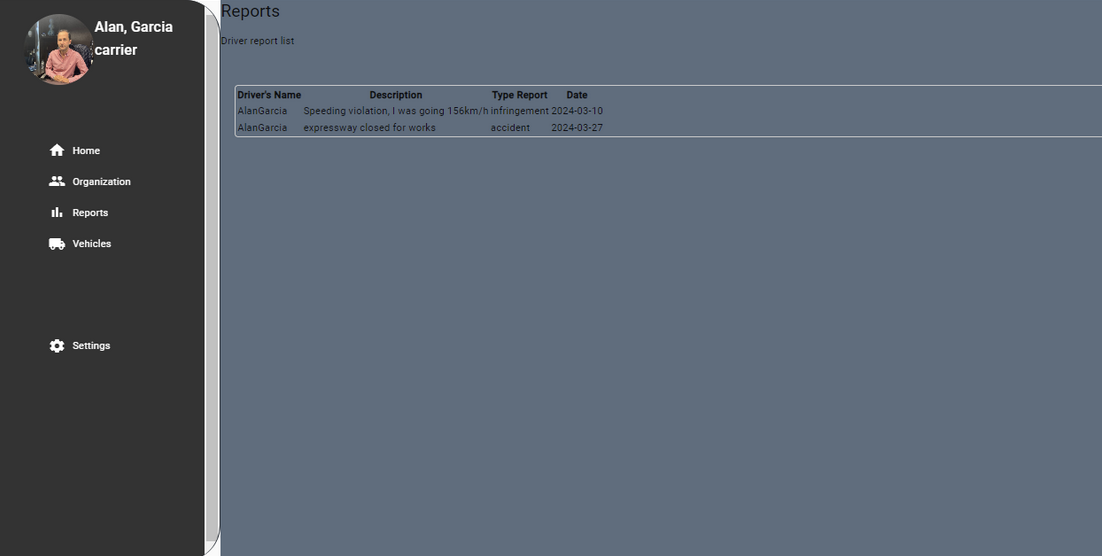 Alan, Garcia
carrier
Home
Organization
Reports
Vehicles
Settings
Reports
Driver report list
Driver's Name Description Type Report Date
AlanGarcia Speeding violation, I was going 156km/h infringement 2024-03-10
AlanGarcia expressway closed for works accident 2024-03-27